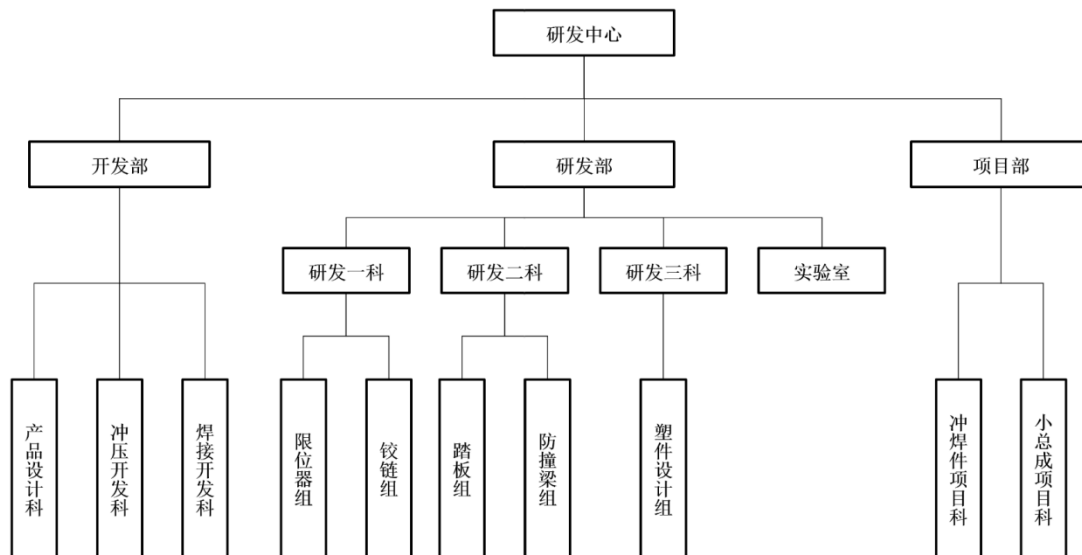 研发中心
开发部
研发部
项目部
研发一科
研发二科
研发三科
实验室
产品设计科
冲压开发科
焊接开发科
限位器组
铰链组
踏板组
防撞梁组
塑件设计组
冲焊件项目科
小总成项目科